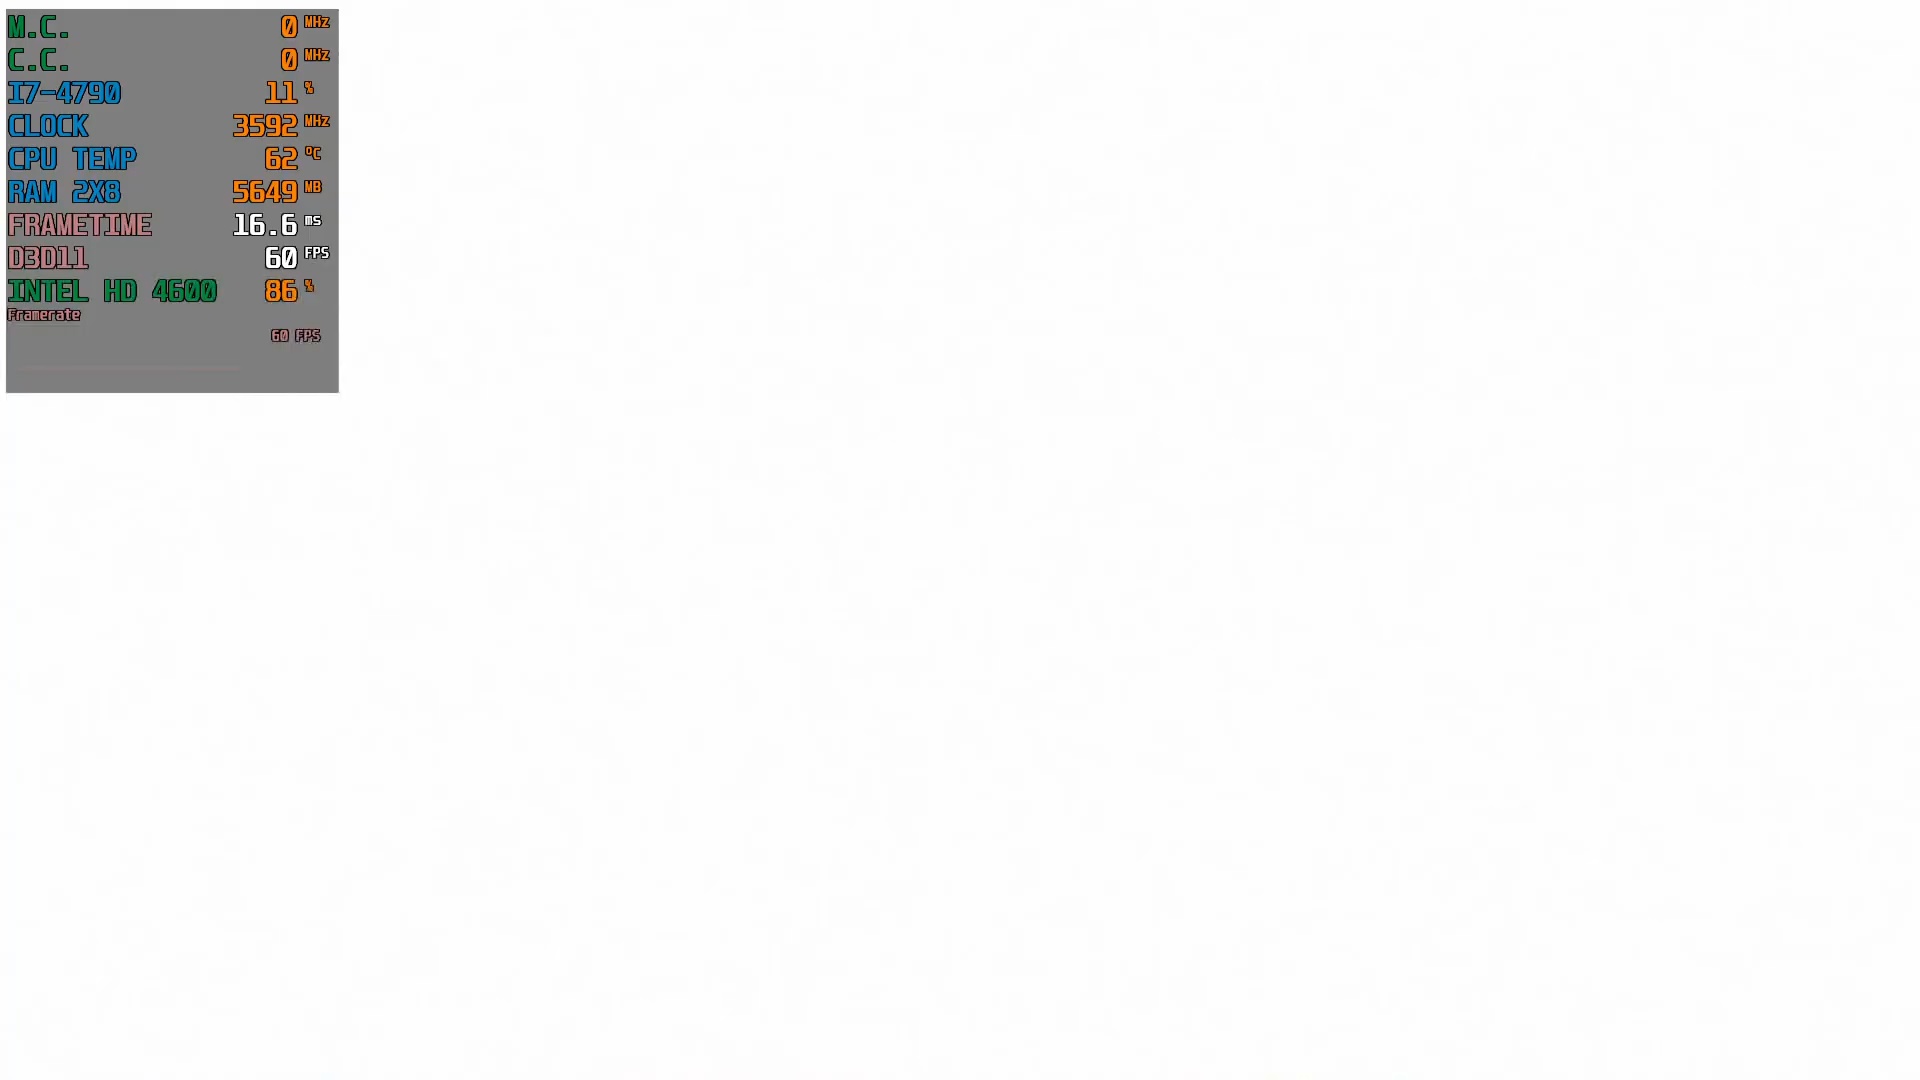 M.C. 0 MHz
C.C. 0 MHz
I7-4790 11 %
CLOCK 3592 MHz
CPU TEMP 62 °C
RAM 2X8 5649 MB
FRAMETIME 16.6 ms
D3D11 60 FPS
INTEL HD 4600 86 %
Framerate
60 FPS